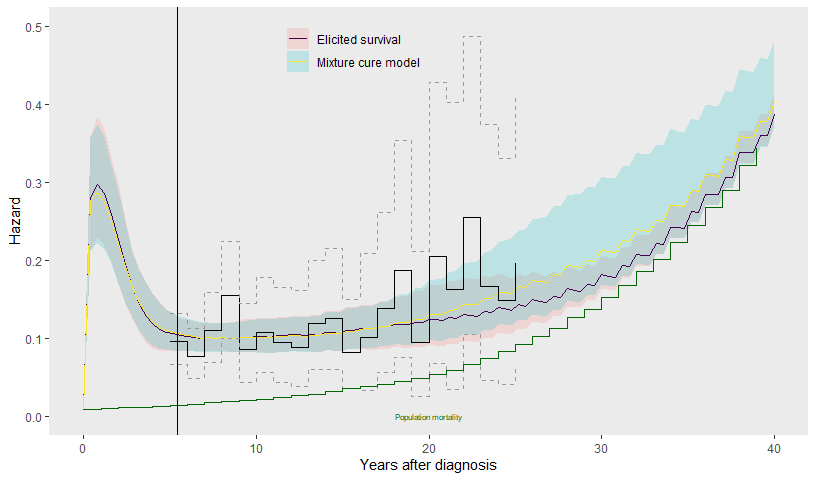 Elicited survival
Mixture cure model
0.5
0.4
0.3
0.2
0.1
0.0
Hazard
Population mortality
0 10 20 30 40
Years after diagnosis